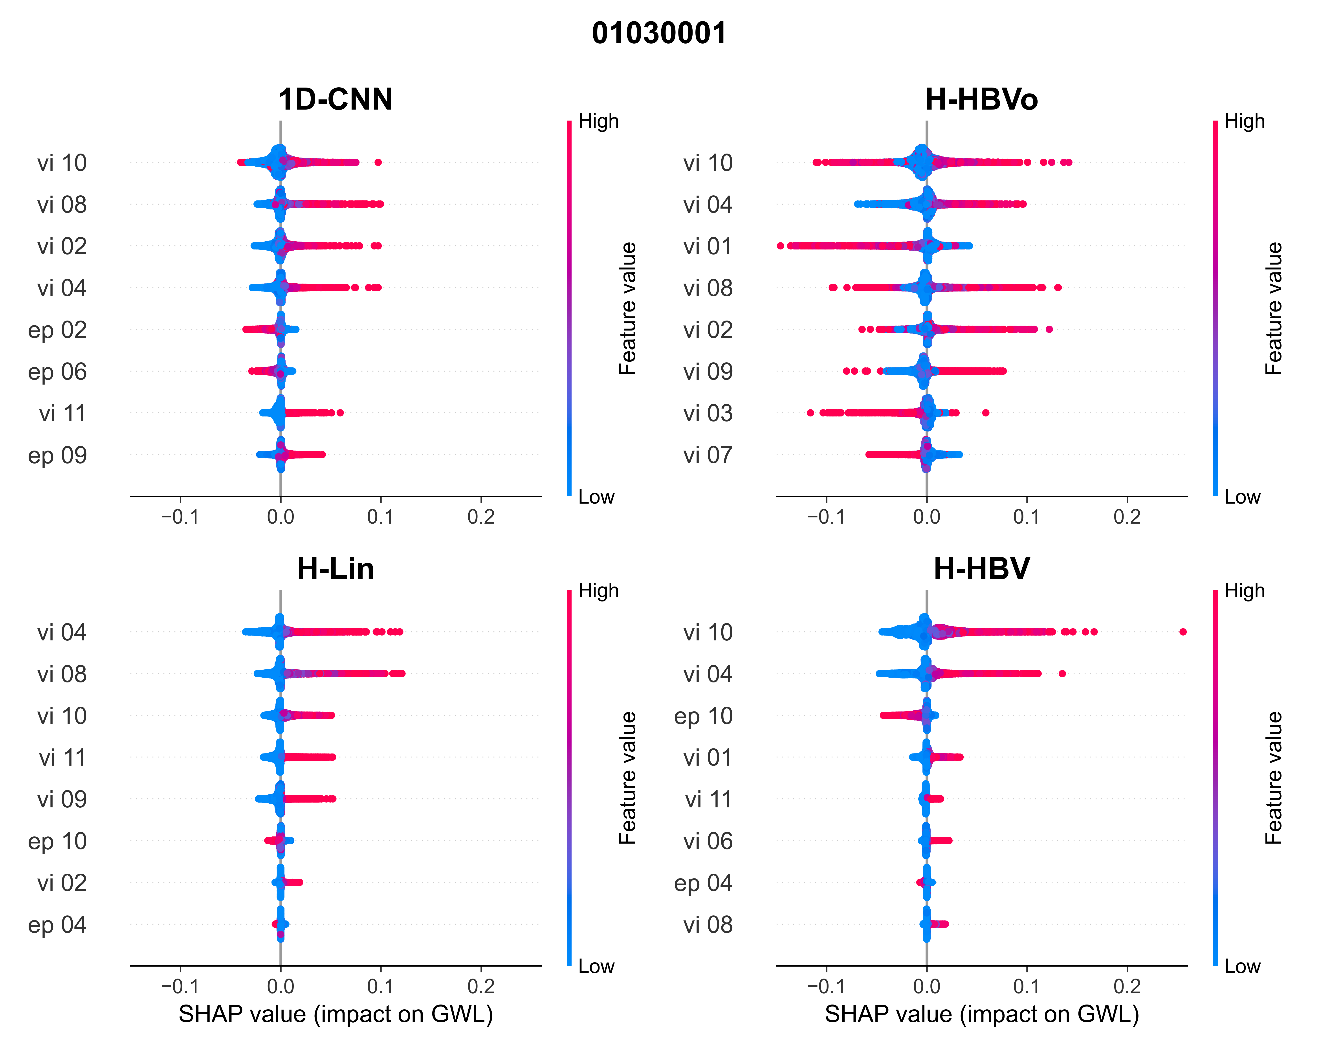 01030001
1D-CNN
High
vi 10
vi 08
vi 02
vi 04
ep 02
ep 06
vi 11
ep 09
Feature value
Low
−0.1 0.0 0.1 0.2
H-HBVo
High
vi 10
vi 04
vi 01
vi 08
vi 02
vi 09
vi 03
vi 07
Feature value
Low
−0.1 0.0 0.1 0.2
H-Lin
High
vi 04
vi 08
vi 10
vi 11
vi 09
ep 10
vi 02
ep 04
Feature value
Low
−0.1 0.0 0.1 0.2
SHAP value (impact on GWL)
H-HBV
High
vi 10
vi 04
ep 10
vi 01
vi 11
vi 06
ep 04
vi 08
Feature value
Low
−0.1 0.0 0.1 0.2
SHAP value (impact on GWL)